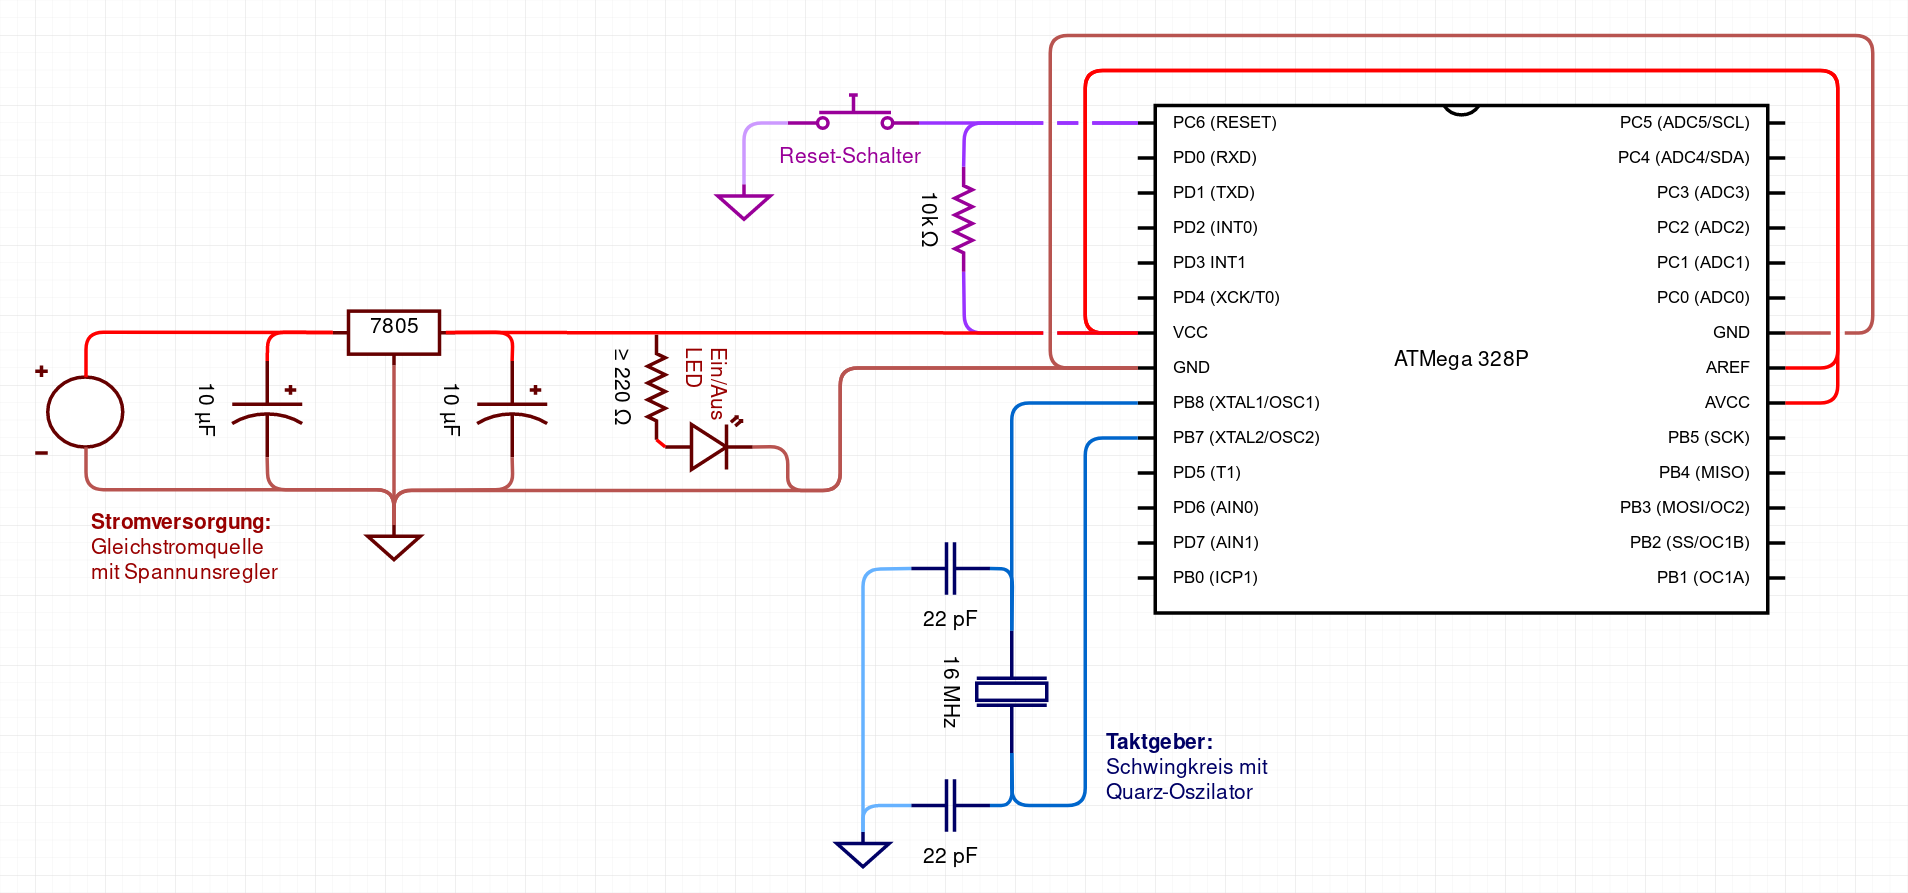 PC6 (RESET)
PD0 (RXD)
PD1 (TXD)
PD2 (INT0)
PD3 INT1
PD4 (XCK/T0)
VCC
GND
PB8 (XTAL1/OSC1)
PB7 (XTAL2/OSC2)
PD5 (T1)
PD6 (AIN0)
PD7 (AIN1)
PB0 (ICP1)
ATMega 328P
PC5 (ADC5/SCL)
PC4 (ADC4/SDA)
PC3 (ADC3)
PC2 (ADC2)
PC1 (ADC1)
PC0 (ADC0)
GND
AREF
AVCC
PB5 (SCK)
PB4 (MISO)
PB3 (MOSI/OC2)
PB2 (SS/OC1B)
PB1 (OC1A)
Reset-Schalter
10k Ω
7805
+
−
10 µF
+
10 µF
+
≥ 220 Ω
Ein/Aus
LED
Stromversorgung:
Gleichstromquelle
mit Spannunsregler
22 pF
16 MHz
22 pF
Taktgeber:
Schwingkreis mit
Quarz-Oszilator